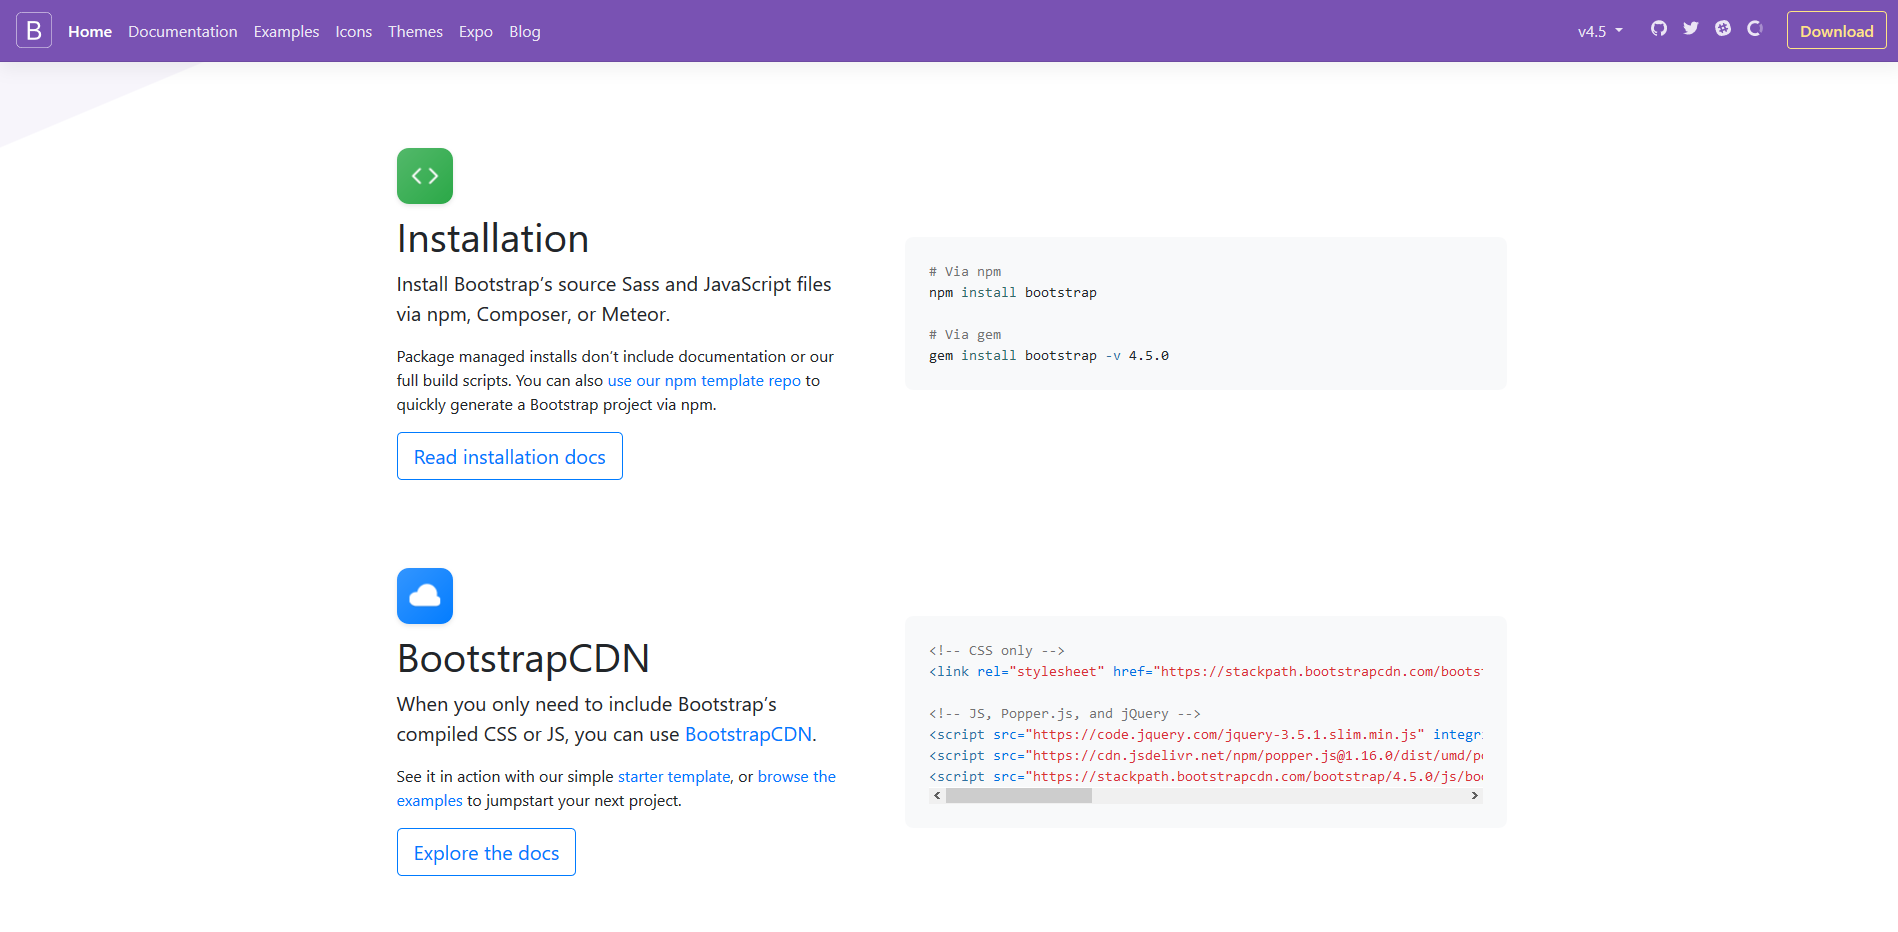 B Home Documentation Examples Icons Themes Expo Blog v4.5 Download
Installation
Install Bootstrap’s source Sass and JavaScript files
via npm, Composer, or Meteor.
Package managed installs don’t include documentation or our
full build scripts. You can also use our npm template repo to
quickly generate a Bootstrap project via npm.
Read installation docs
# Via npm
npm install bootstrap
# Via gem
gem install bootstrap -v 4.5.0
BootstrapCDN
When you only need to include Bootstrap’s
compiled CSS or JS, you can use BootstrapCDN.
See it in action with our simple starter template, or browse the
examples to jumpstart your next project.
Explore the docs
<!-- CSS only -->
<link rel="stylesheet" href="https://stackpath.bootstrapcdn.com/boots
<!-- JS, Popper.js, and jQuery -->
<script src="https://code.jquery.com/jquery-3.5.1.slim.min.js" integr
<script src="https://cdn.jsdelivr.net/npm/popper.js@1.16.0/dist/umd/p
<script src="https://stackpath.bootstrapcdn.com/bootstrap/4.5.0/js/bo